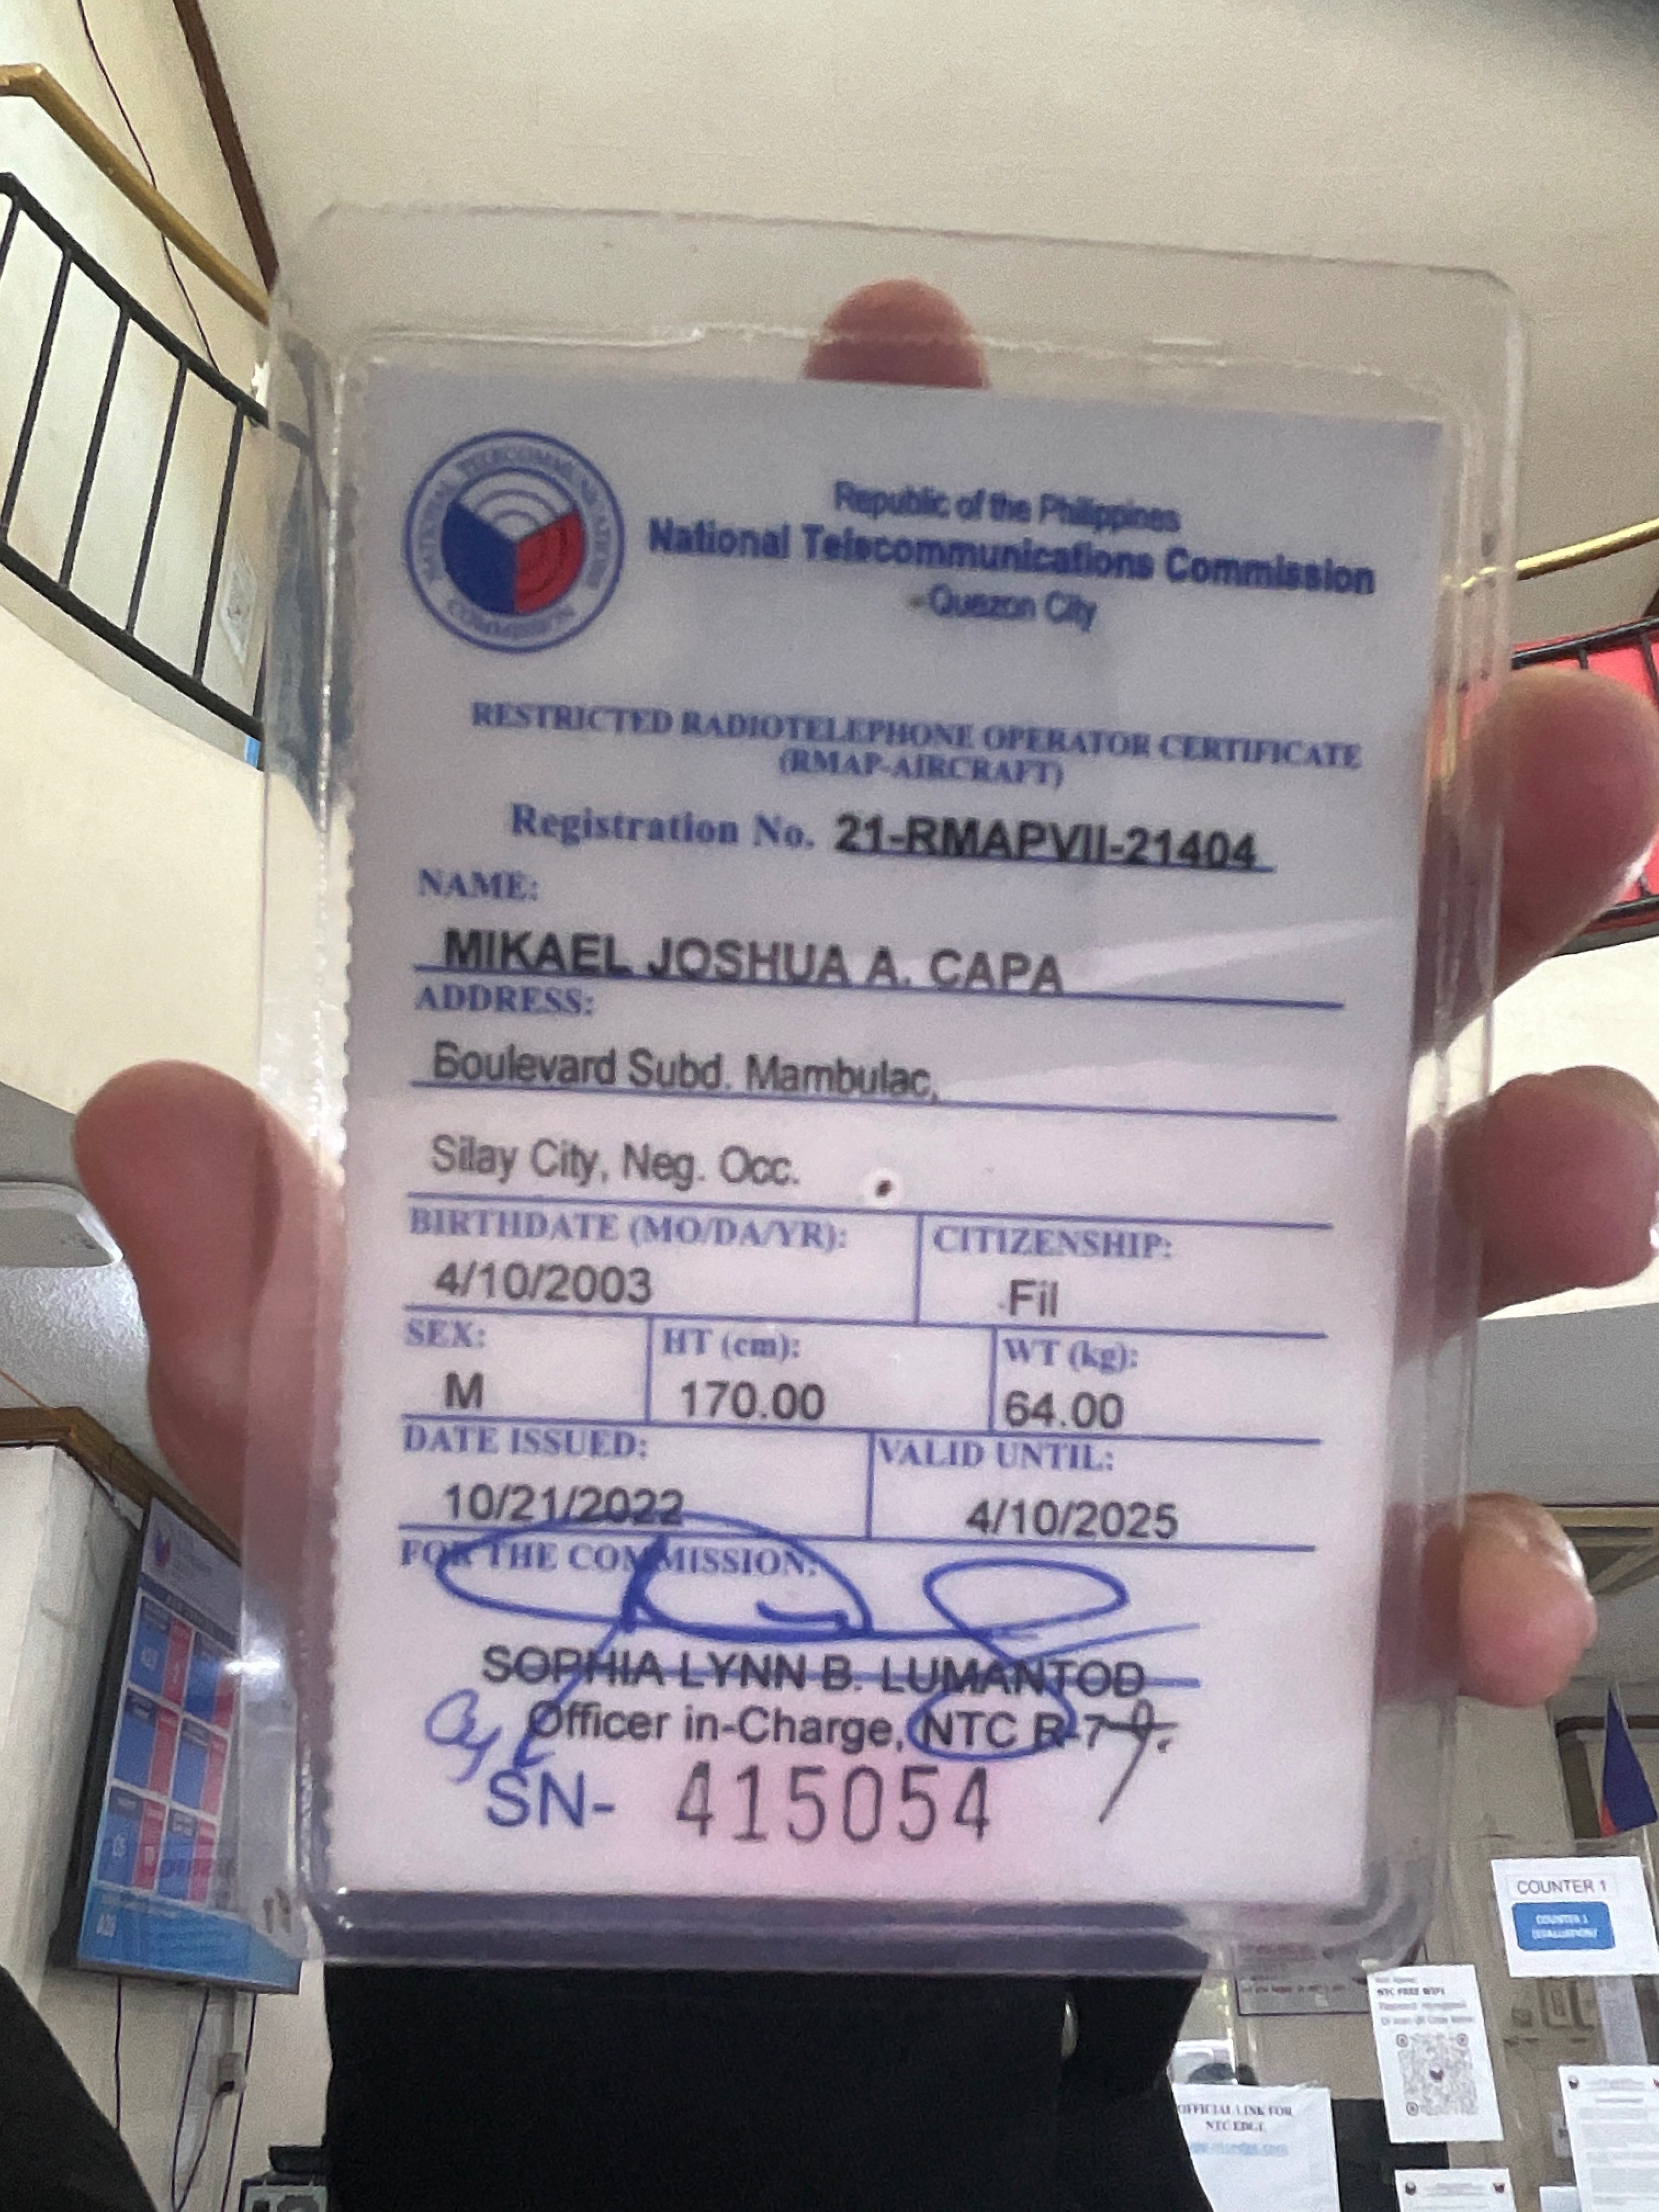 NATIONAL TELECOMMUNICATIONS COMMISSION
Republic of the Philippines
National Telecommunications Commission
Quezon City
RESTRICTED RADIOTELEPHONE OPERATOR CERTIFICATE
(RMAP-AIRCRAFT)
Registration No. 21-RMAPVII-21404
NAME:
MIKAEL JOSHUA A. CAPA
ADDRESS:
Boulevard Subd. Mambulac,
Silay City, Neg. Occ.
BIRTHDATE (MO/DA/YR): CITIZENSHIP:
4/10/2003 Fil
SEX: HT (cm): WT (kg):
M 170.00 64.00
DATE ISSUED: VALID UNTIL:
10/21/2022 4/10/2025
FOR THE COMMISSION:
SOPHIA LYNN B. LUMANTOD
Officer in-Charge, NTC R-7
SN- 415054
COUNTER 1
COUNTER 1
(EVALUATION)
NTC FREE WIFI
OFFICIAL LINK FOR
NTC EDGE